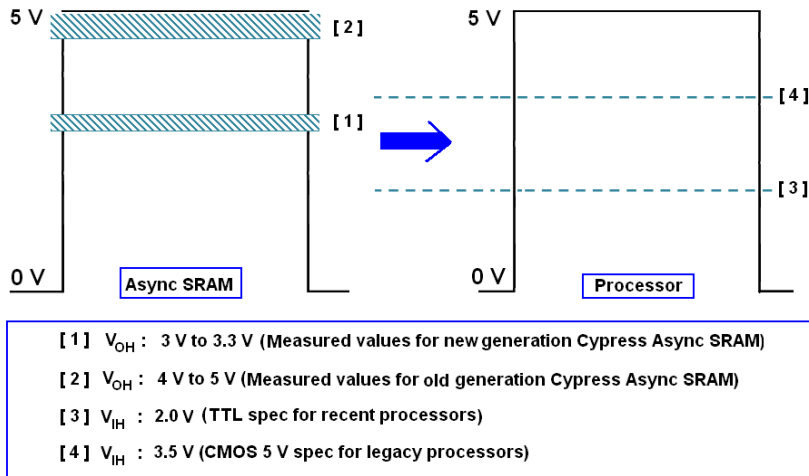 5 V
[ 2 ]
[ 1 ]
0 V
Async SRAM
5 V
[ 4 ]
[ 3 ]
0 V
Processor
[ 1 ] VOH : 3 V to 3.3 V (Measured values for new generation Cypress Async SRAM)
[ 2 ] VOH : 4 V to 5 V (Measured values for old generation Cypress Async SRAM)
[ 3 ] VIH : 2.0 V (TTL spec for recent processors)
[ 4 ] VIH : 3.5 V (CMOS 5 V spec for legacy processors)